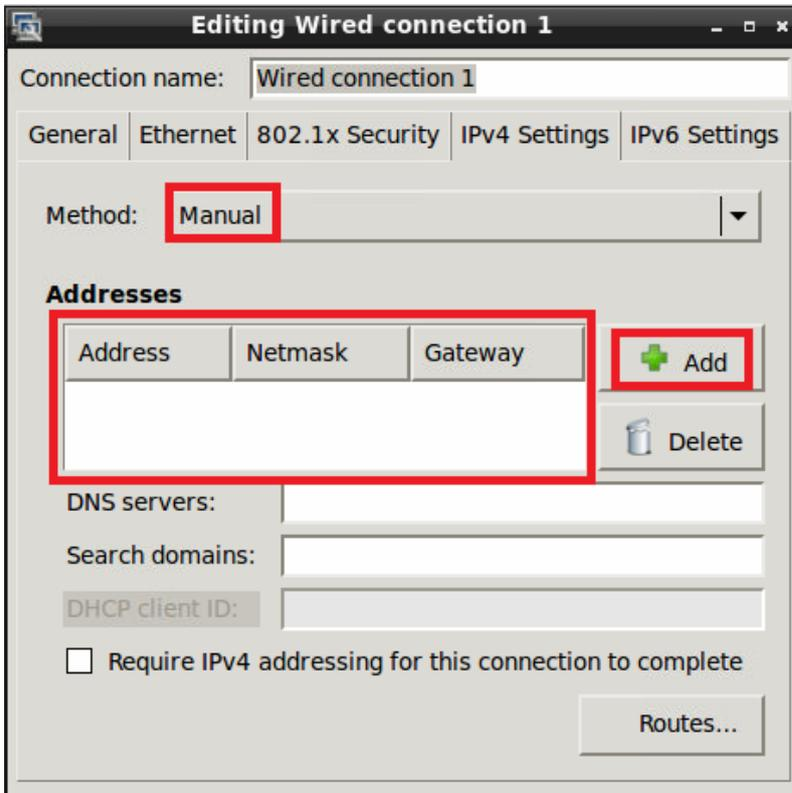 Editing Wired connection 1
Connection name: Wired connection 1
General Ethernet 802.1x Security IPv4 Settings IPv6 Settings
Method: Manual
Addresses
Address Netmask Gateway
Add
Delete
DNS servers:
Search domains:
DHCP client ID:
Require IPv4 addressing for this connection to complete
Routes...